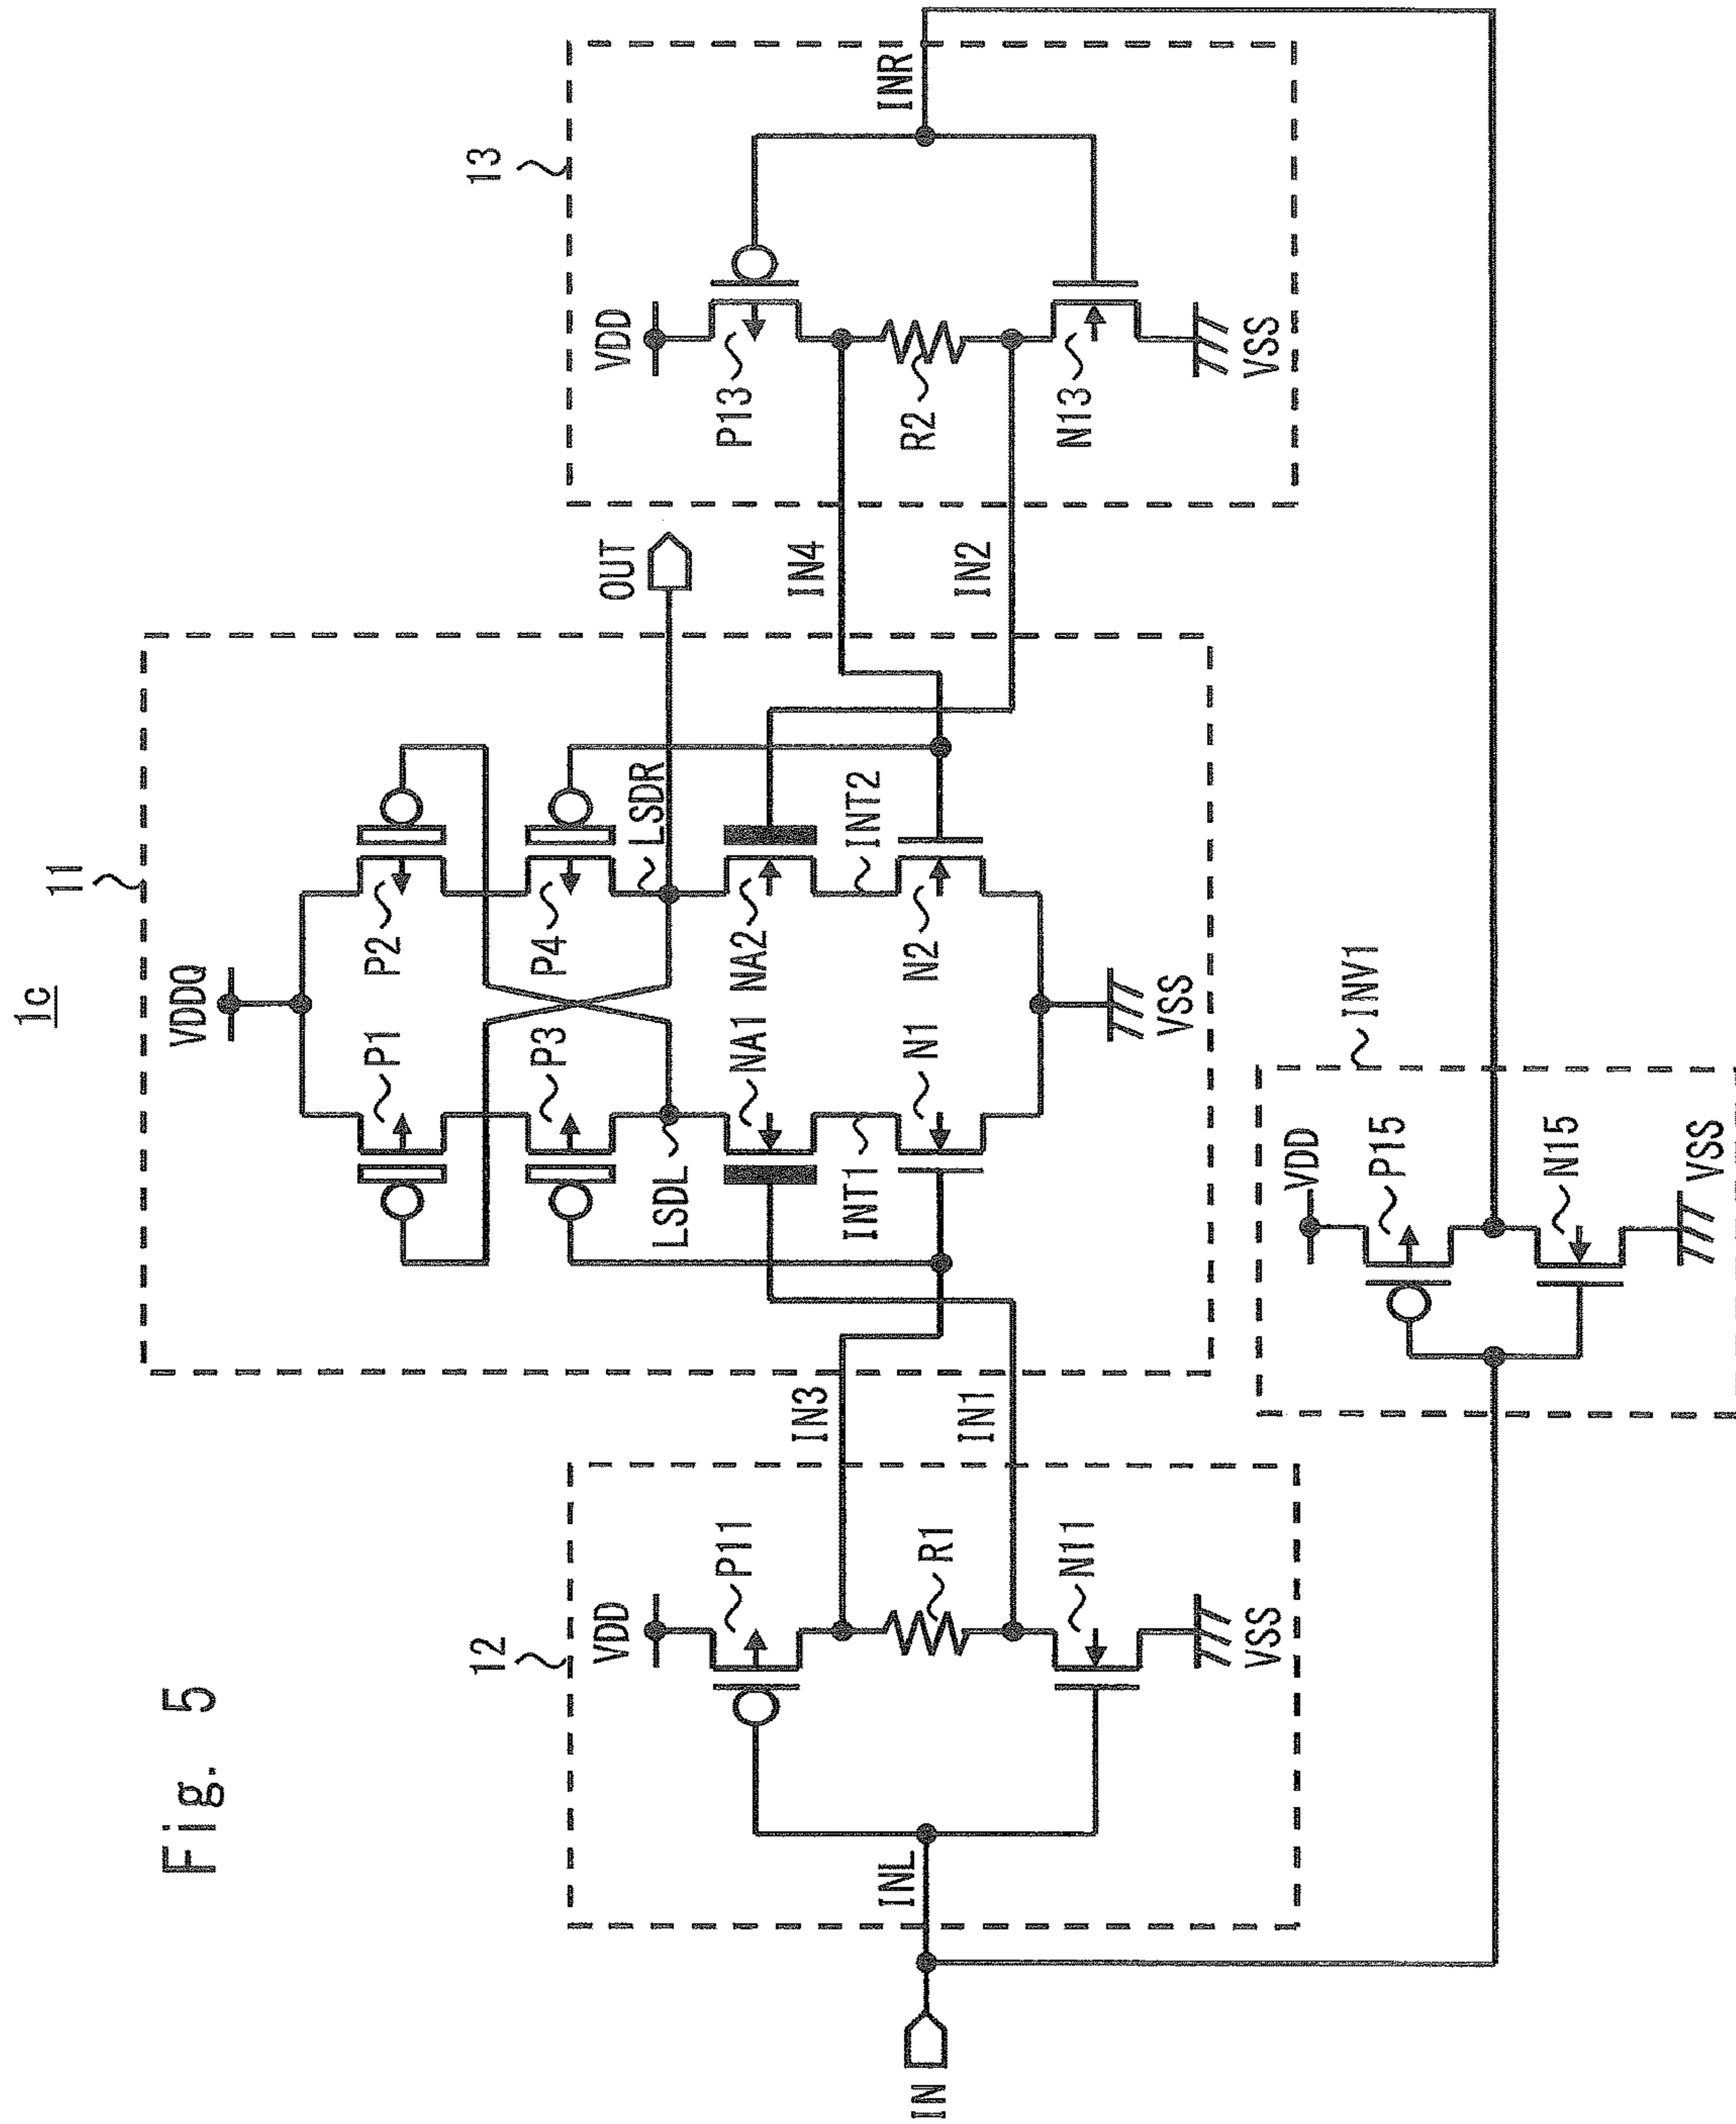 Fig. 5
1c
11
VDDQ
P1
P2
P3
P4
LSDL
LSDR
NA1
NA2
INT1
INT2
N1
N2
VSS
OUT
12
VDD
P11
R1
N11
VSS
INL
IN
IN3
IN1
13
VDD
P13
R2
N13
VSS
INR
IN4
IN2
INV1
VDD
P15
N15
VSS